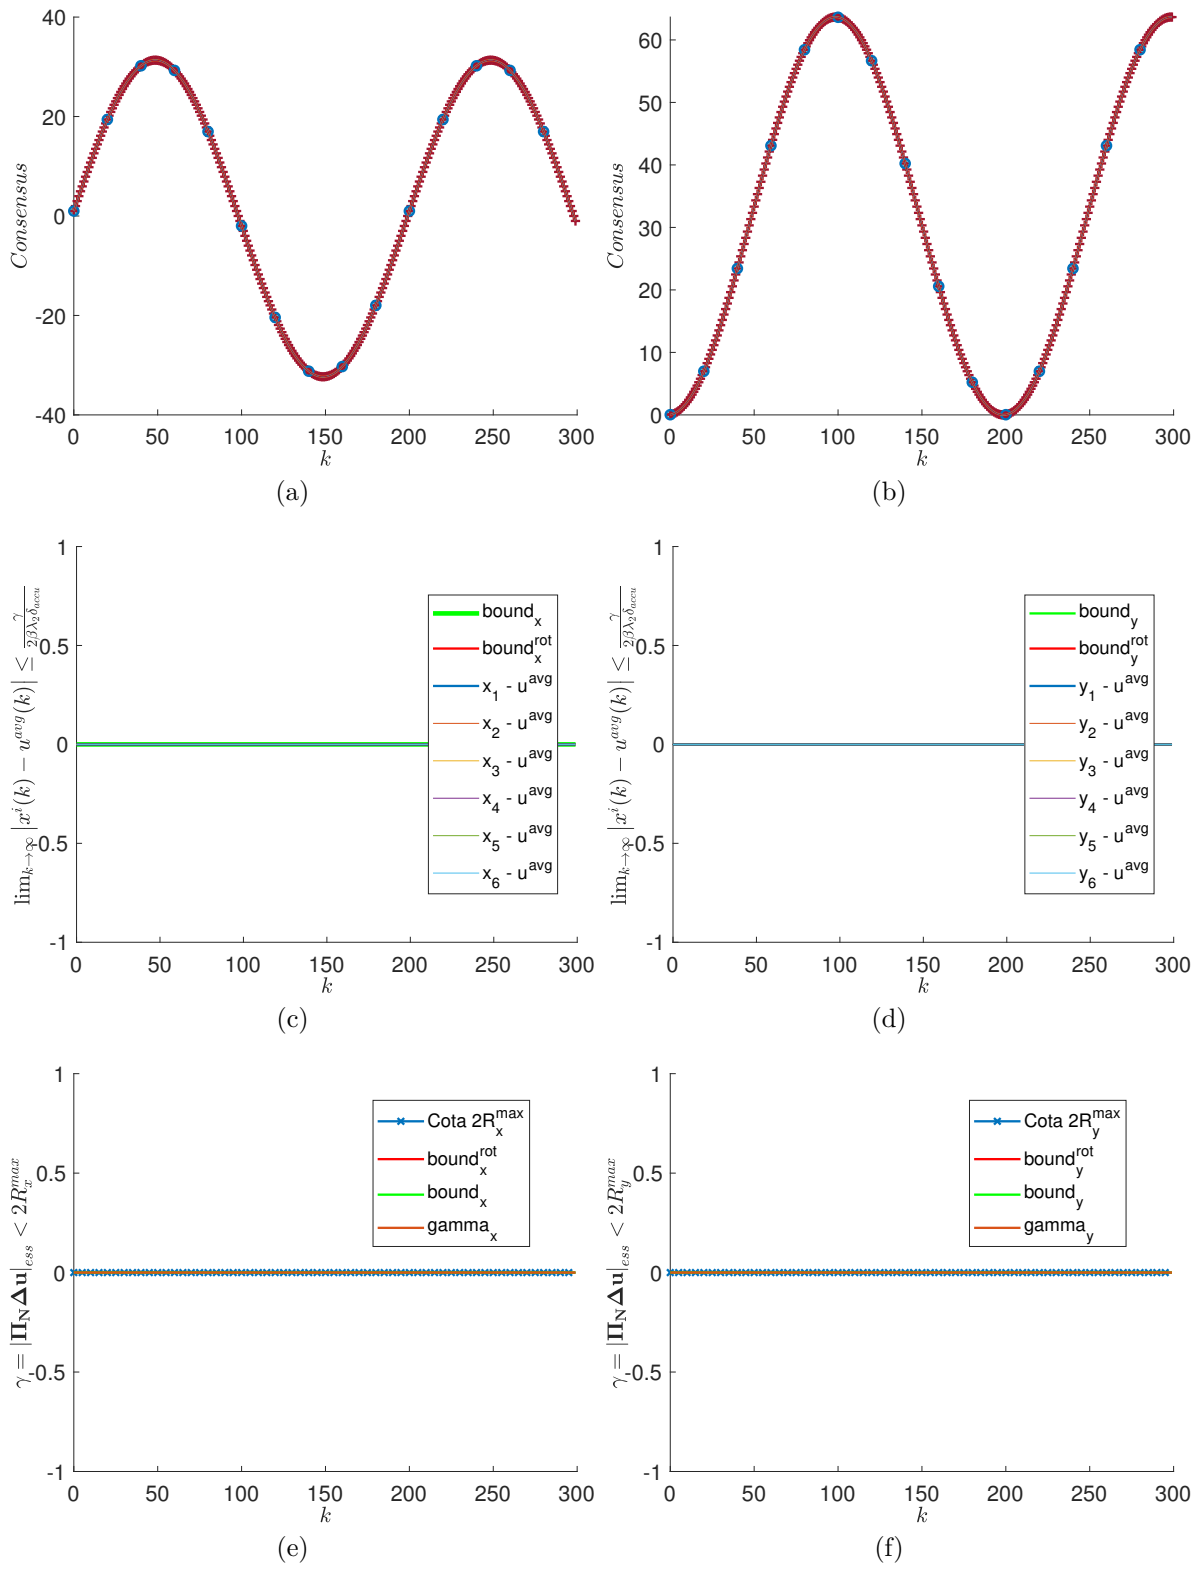 40
20
0
-20
-40
0 50 100 150 200 250 300
Consensus
k
(a)
60
50
40
30
20
10
0
0 50 100 150 200 250 300
Consensus
k
(b)
1
0.5
0
-0.5
-1
0 50 100 150 200 250 300
lim_{k→∞} |x^i(k) − u^{avg}(k)| ≤ \frac{γ}{2βλ_2δ_{accu}}
bound_x
bound_x^{rot}
x_1 - u^{avg}
x_2 - u^{avg}
x_3 - u^{avg}
x_4 - u^{avg}
x_5 - u^{avg}
x_6 - u^{avg}
k
(c)
1
0.5
0
-0.5
-1
0 50 100 150 200 250 300
lim_{k→∞} |x^i(k) − u^{avg}(k)| ≤ \frac{γ}{2βλ_2δ_{accu}}
bound_y
bound_y^{rot}
y_1 - u^{avg}
y_2 - u^{avg}
y_3 - u^{avg}
y_4 - u^{avg}
y_5 - u^{avg}
y_6 - u^{avg}
k
(d)
1
0.5
0
-0.5
-1
0 50 100 150 200 250 300
γ = |Π_N Δu|_{ess} < 2R_x^{max}
Cota 2R_x^{max}
bound_x^{rot}
bound_x
gamma_x
k
(e)
1
0.5
0
-0.5
-1
0 50 100 150 200 250 300
γ = |Π_N Δu|_{ess} < 2R_y^{max}
Cota 2R_y^{max}
bound_y^{rot}
bound_y
gamma_y
k
(f)